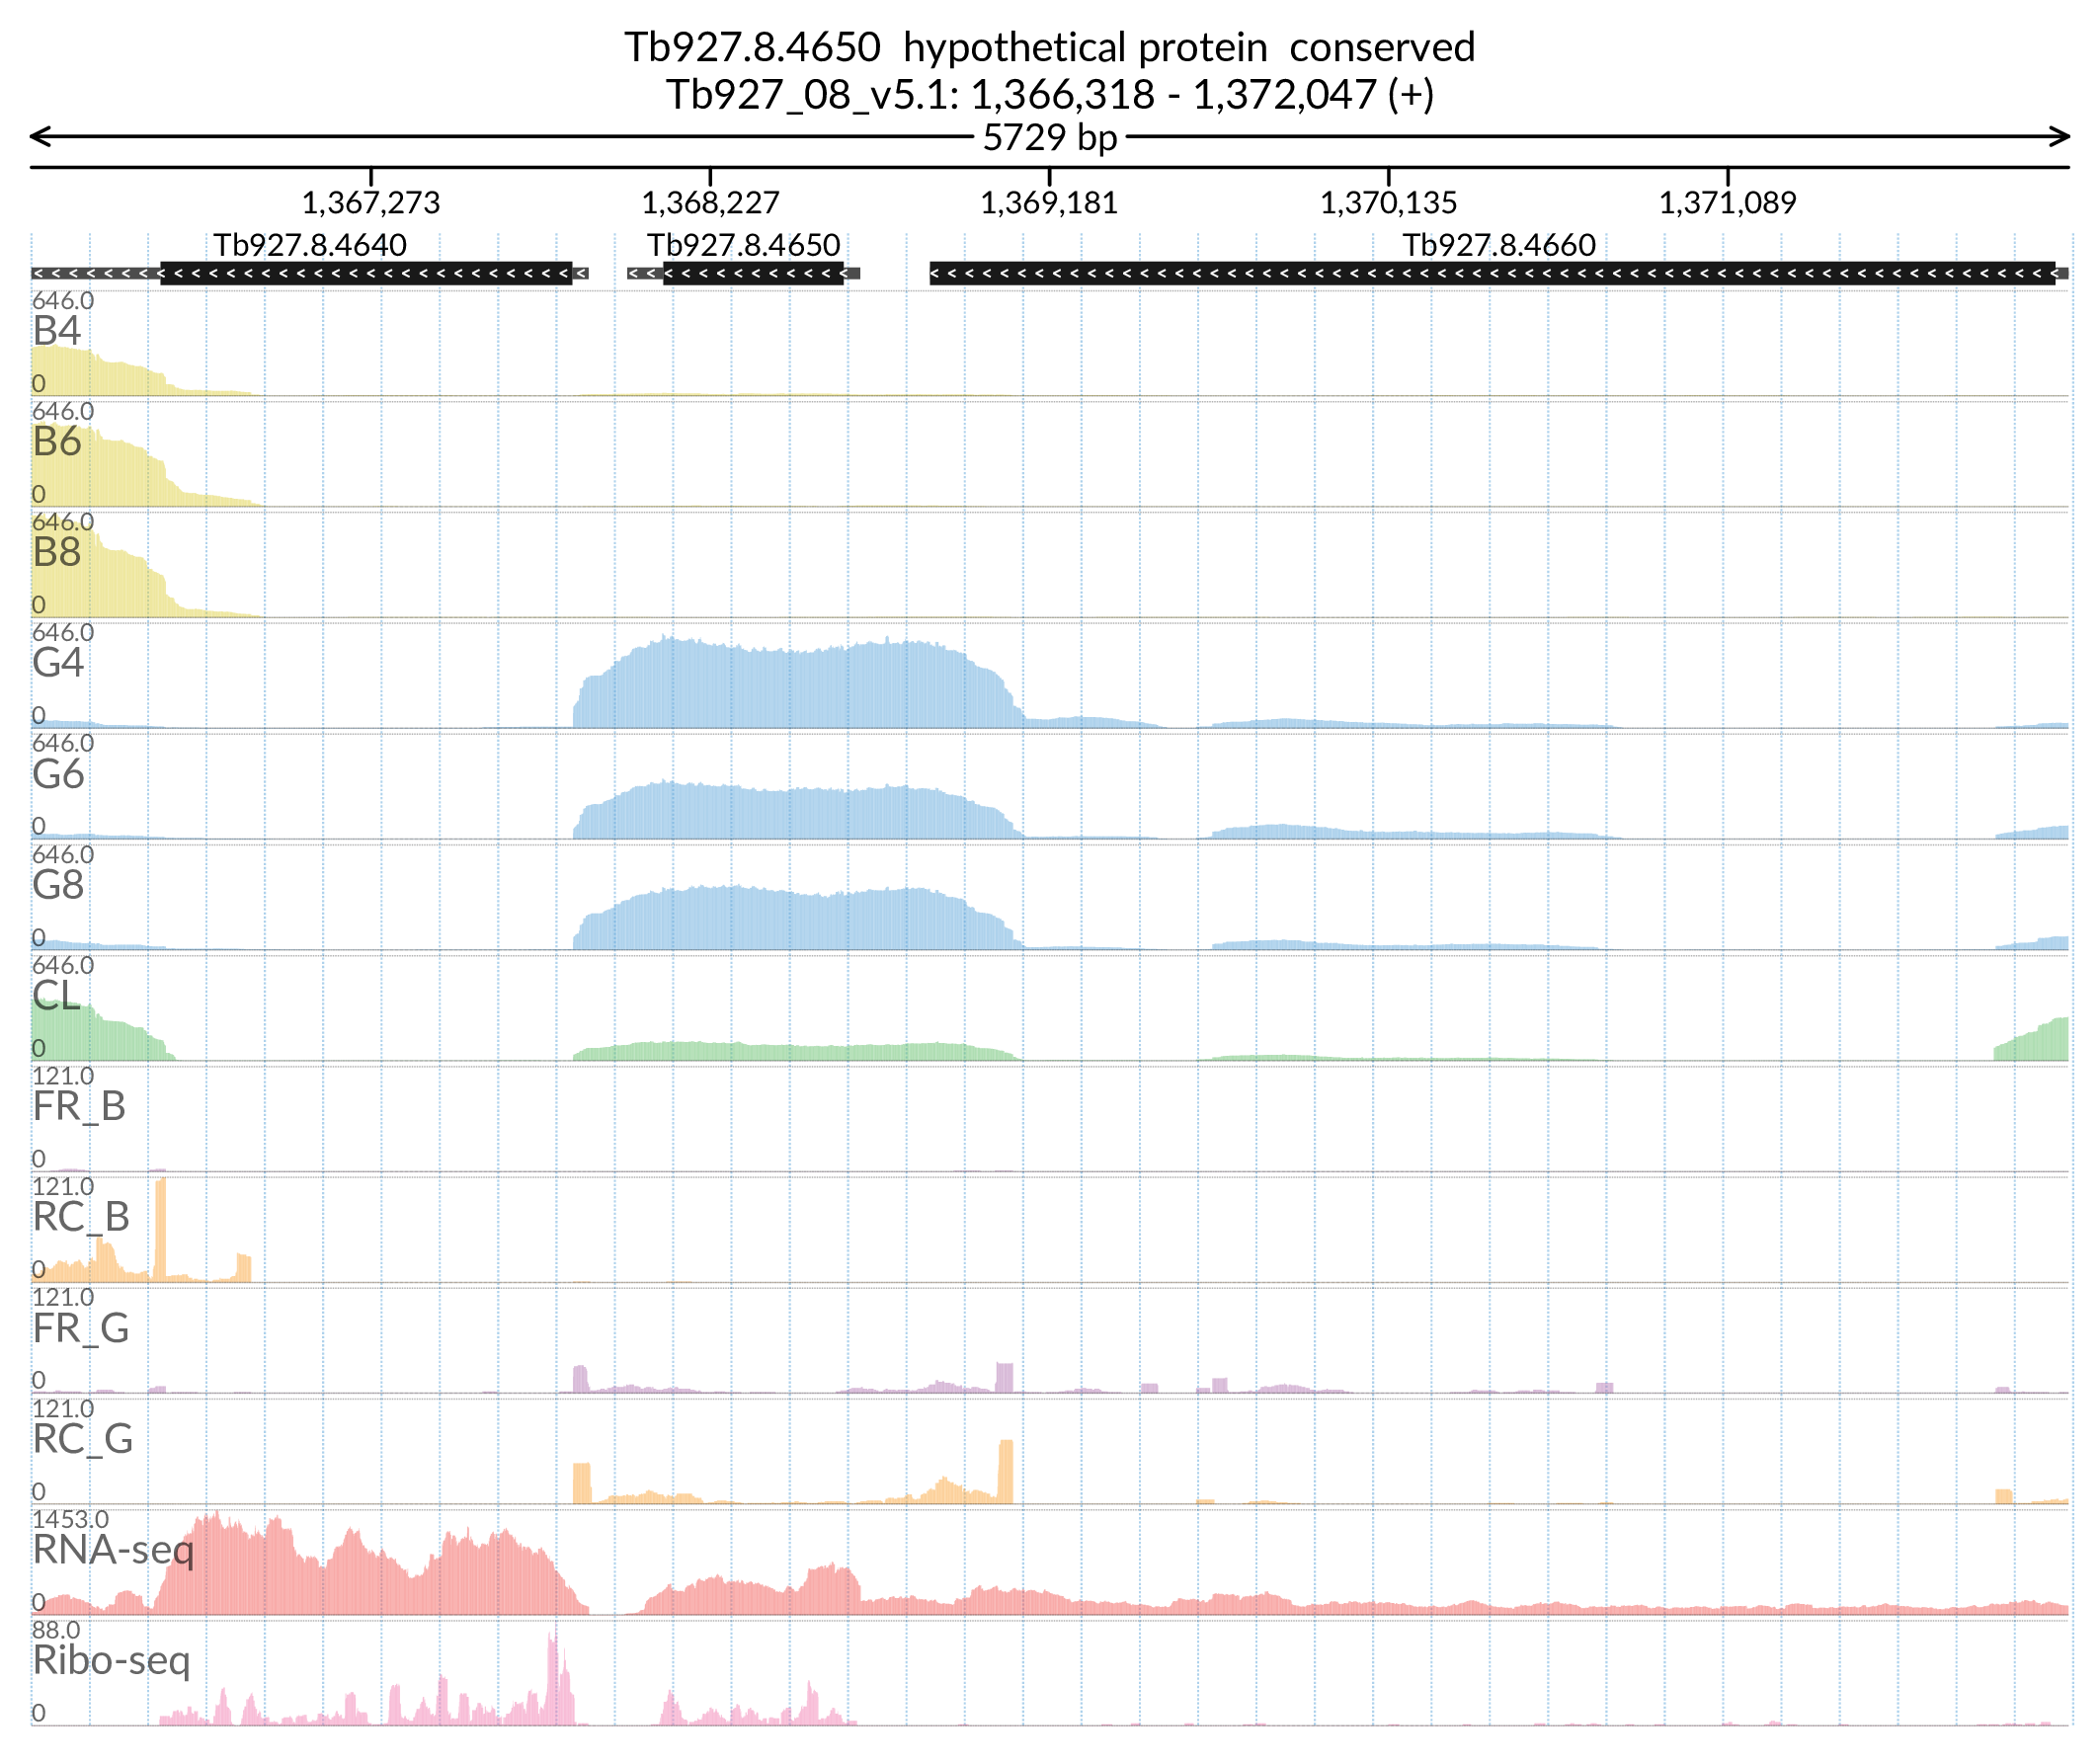 Tb927.8.4650  hypothetical protein  conserved
Tb927_08_v5.1: 1,366,318 - 1,372,047 (+)
5729 bp
1,367,273 1,368,227 1,369,181 1,370,135 1,371,089
Tb927.8.4640 Tb927.8.4650 Tb927.8.4660
646.0
B4
0
646.0
B6
0
646.0
B8
0
646.0
G4
0
646.0
G6
0
646.0
G8
0
646.0
CL
0
121.0
FR_B
0
121.0
RC_B
0
121.0
FR_G
0
121.0
RC_G
0
1453.0
RNA-seq
0
88.0
Ribo-seq
0